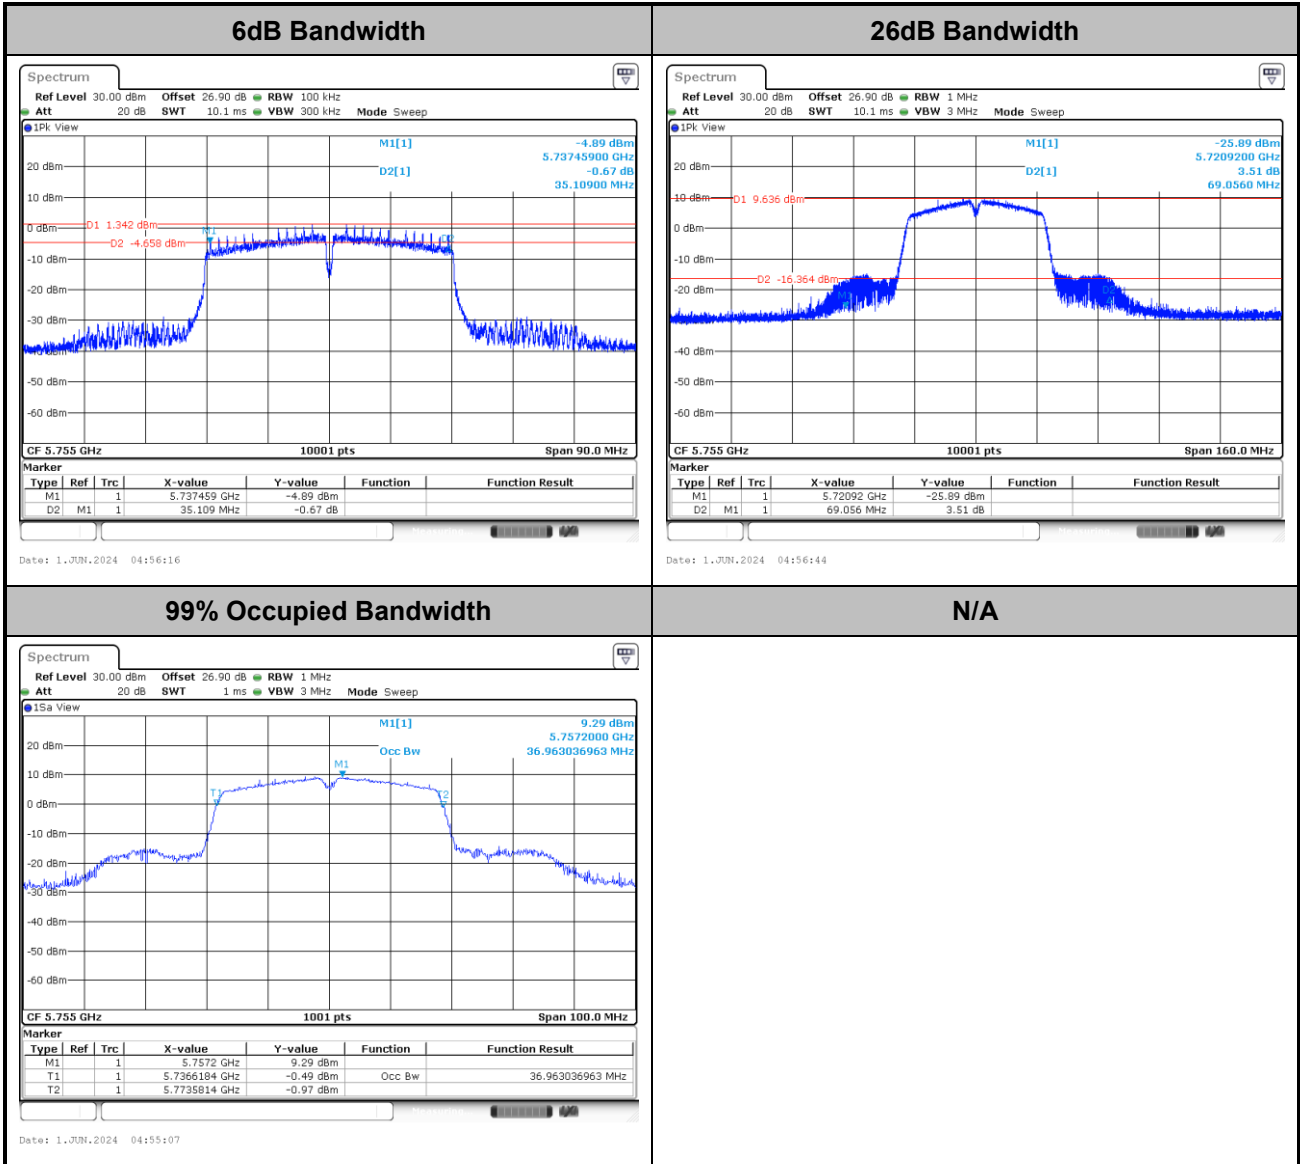 6dB Bandwidth
26dB Bandwidth
Spectrum
Ref Level 30.00 dBm Offset 26.90 dB RBW 100 kHz
Att 20 dB SWT 10.1 ms VBW 300 kHz Mode Sweep
1Pk View
M1[1] -4.89 dBm
5.73745900 GHz
D2[1] -0.67 dB
35.10900 MHz
20 dBm
10 dBm
D1 1.342 dBm
0 dBm
M1
D2
D2 -4.658 dBm
-10 dBm
-20 dBm
-30 dBm
-40 dBm
-50 dBm
-60 dBm
CF 5.755 GHz 10001 pts Span 90.0 MHz
Marker
Type Ref Trc X-value Y-value Function Function Result
M1 1 5.737459 GHz -4.89 dBm
D2 M1 1 35.109 MHz -0.67 dB
Date: 1.JUN.2024 04:56:16
Spectrum
Ref Level 30.00 dBm Offset 26.90 dB RBW 1 MHz
Att 20 dB SWT 10.1 ms VBW 3 MHz Mode Sweep
1Pk View
M1[1] -25.89 dBm
5.7209200 GHz
D2[1] 3.51 dB
69.0560 MHz
20 dBm
10 dBm
D1 9.636 dBm
0 dBm
-10 dBm
D2 -16.364 dBm
-20 dBm
-30 dBm
-40 dBm
-50 dBm
-60 dBm
CF 5.755 GHz 10001 pts Span 160.0 MHz
Marker
Type Ref Trc X-value Y-value Function Function Result
M1 1 5.72092 GHz -25.89 dBm
D2 M1 1 69.056 MHz 3.51 dB
Date: 1.JUN.2024 04:56:44
99% Occupied Bandwidth
N/A
Spectrum
Ref Level 30.00 dBm Offset 26.90 dB RBW 1 MHz
Att 20 dB SWT 1 ms VBW 3 MHz Mode Sweep
1Sa View
M1[1] 9.29 dBm
5.7572000 GHz
Occ Bw 36.963036963 MHz
20 dBm
M1
10 dBm
T1
T2
0 dBm
-10 dBm
-20 dBm
-30 dBm
-40 dBm
-50 dBm
-60 dBm
CF 5.755 GHz 1001 pts Span 100.0 MHz
Marker
Type Ref Trc X-value Y-value Function Function Result
M1 1 5.7572 GHz 9.29 dBm
T1 1 5.7366184 GHz -0.49 dBm Occ Bw 36.963036963 MHz
T2 1 5.7735814 GHz -0.97 dBm
Date: 1.JUN.2024 04:55:07